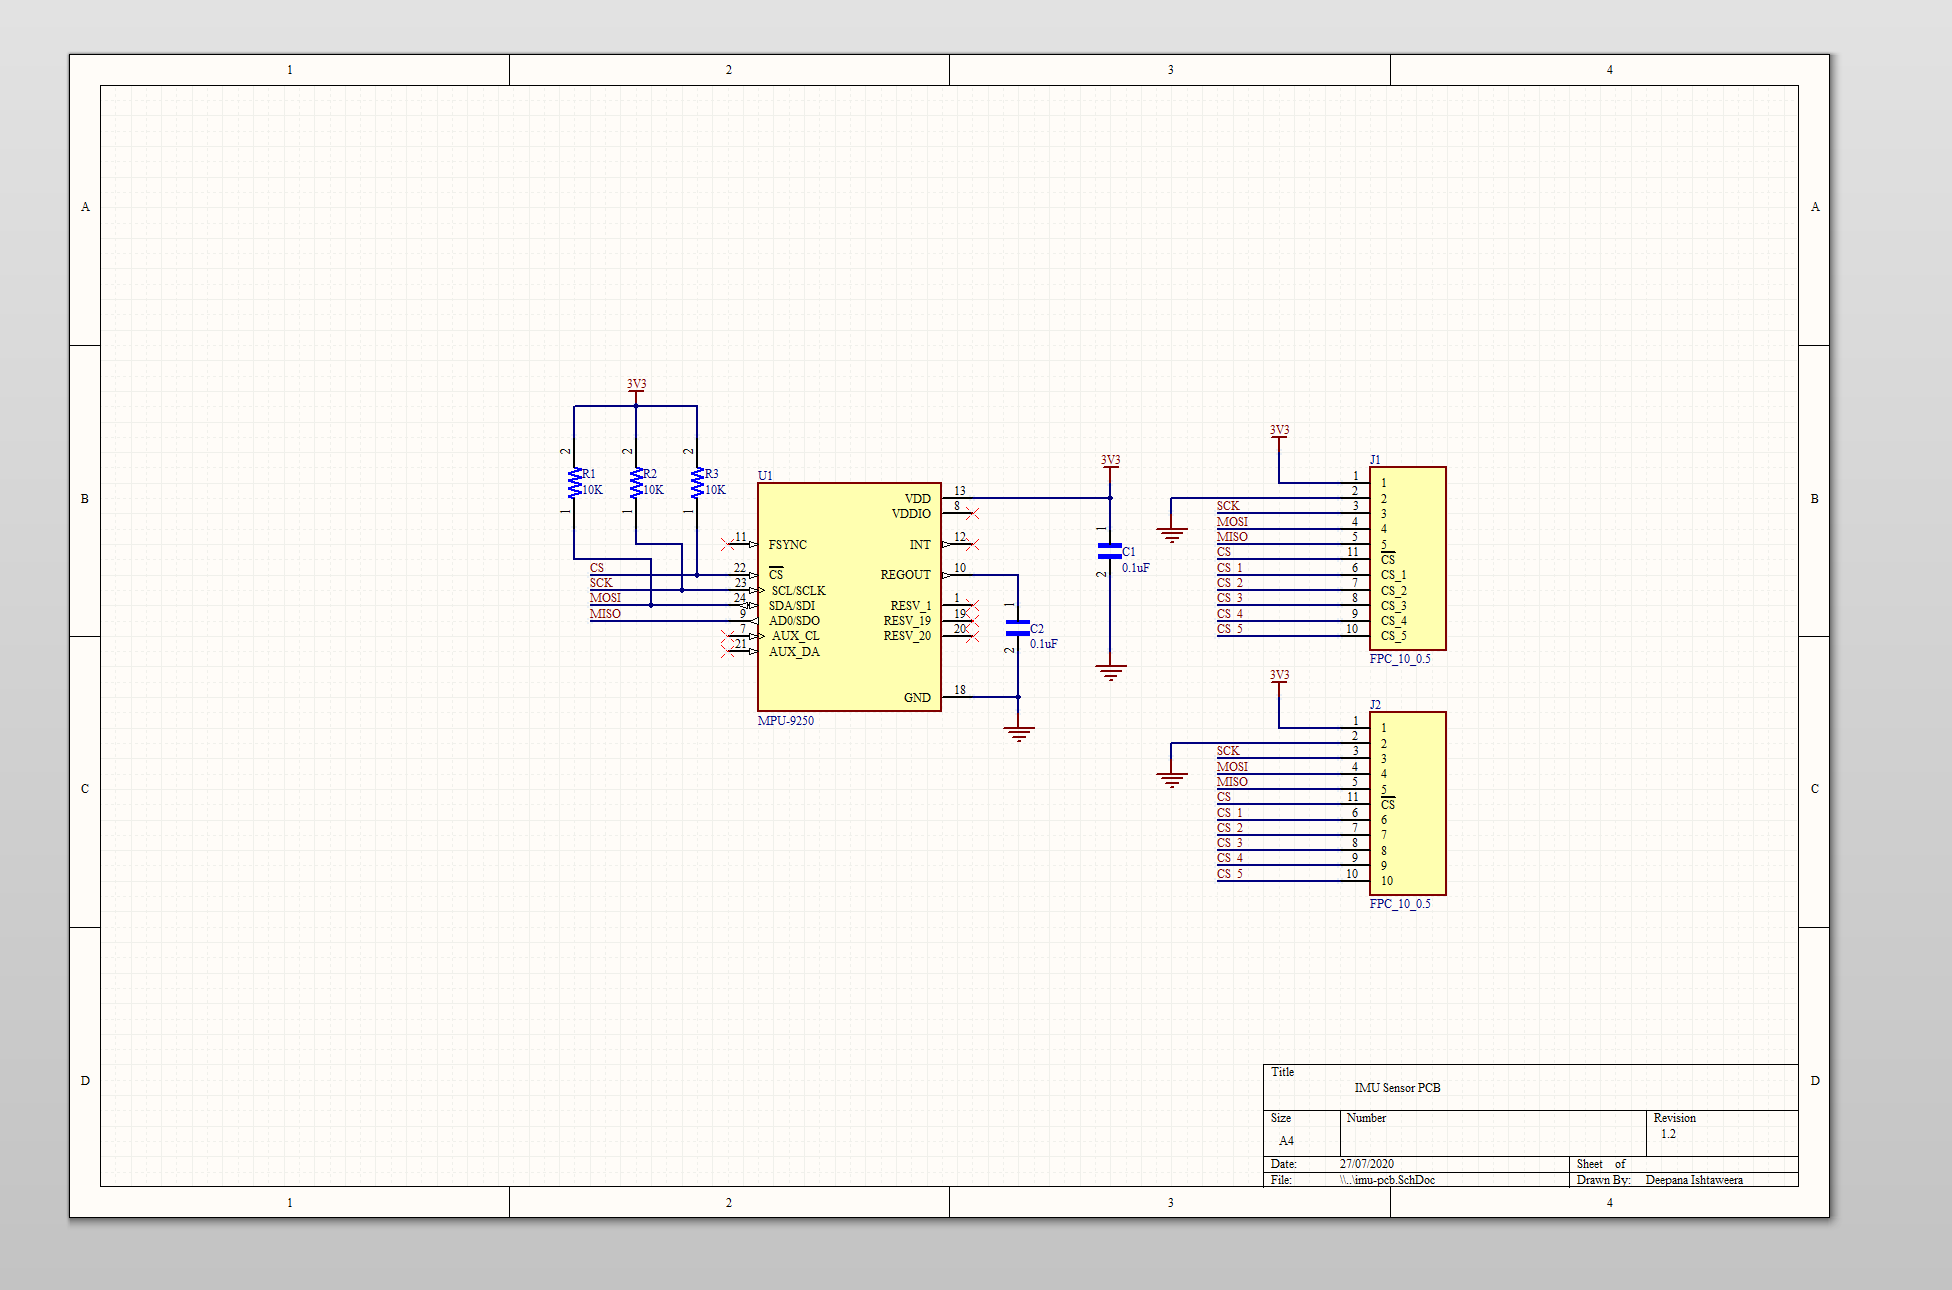 1 2 3 4
A A
3V3
3V3
3V3
2 2 2
R1 R2 R3
10K 10K 10K
1 1 1
U1
J1
B B
VDD 13
VDDIO 8
11 FSYNC
INT 12
CS 22 CS
REGOUT 10
SCK 23 SCL/SCLK
MOSI 24 SDA/SDI
RESV_1 1
MISO 9 AD0/SDO
RESV_19 19
7 AUX_CL
RESV_20 20
21 AUX_DA
GND 18
MPU-9250
1
C1
0.1uF
2
1
C2
0.1uF
2
1 1
2 2
SCK 3 3
MOSI 4 4
MISO 5 5
CS 11 CS
CS_1 6 CS_1
CS_2 7 CS_2
CS_3 8 CS_3
CS_4 9 CS_4
CS_5 10 CS_5
FPC_10_0.5
3V3
J2
1 1
2 2
SCK 3 3
MOSI 4 4
MISO 5 5
CS 11 CS
CS_1 6 6
CS_2 7 7
CS_3 8 8
CS_4 9 9
CS_5 10 10
FPC_10_0.5
C C
D D
Title
IMU Sensor PCB
Size Number Revision
A4 1.2
Date: 27/07/2020 Sheet of
File: \\..\imu-pcb.SchDoc Drawn By: Deepana Ishtaweera
1 2 3 4